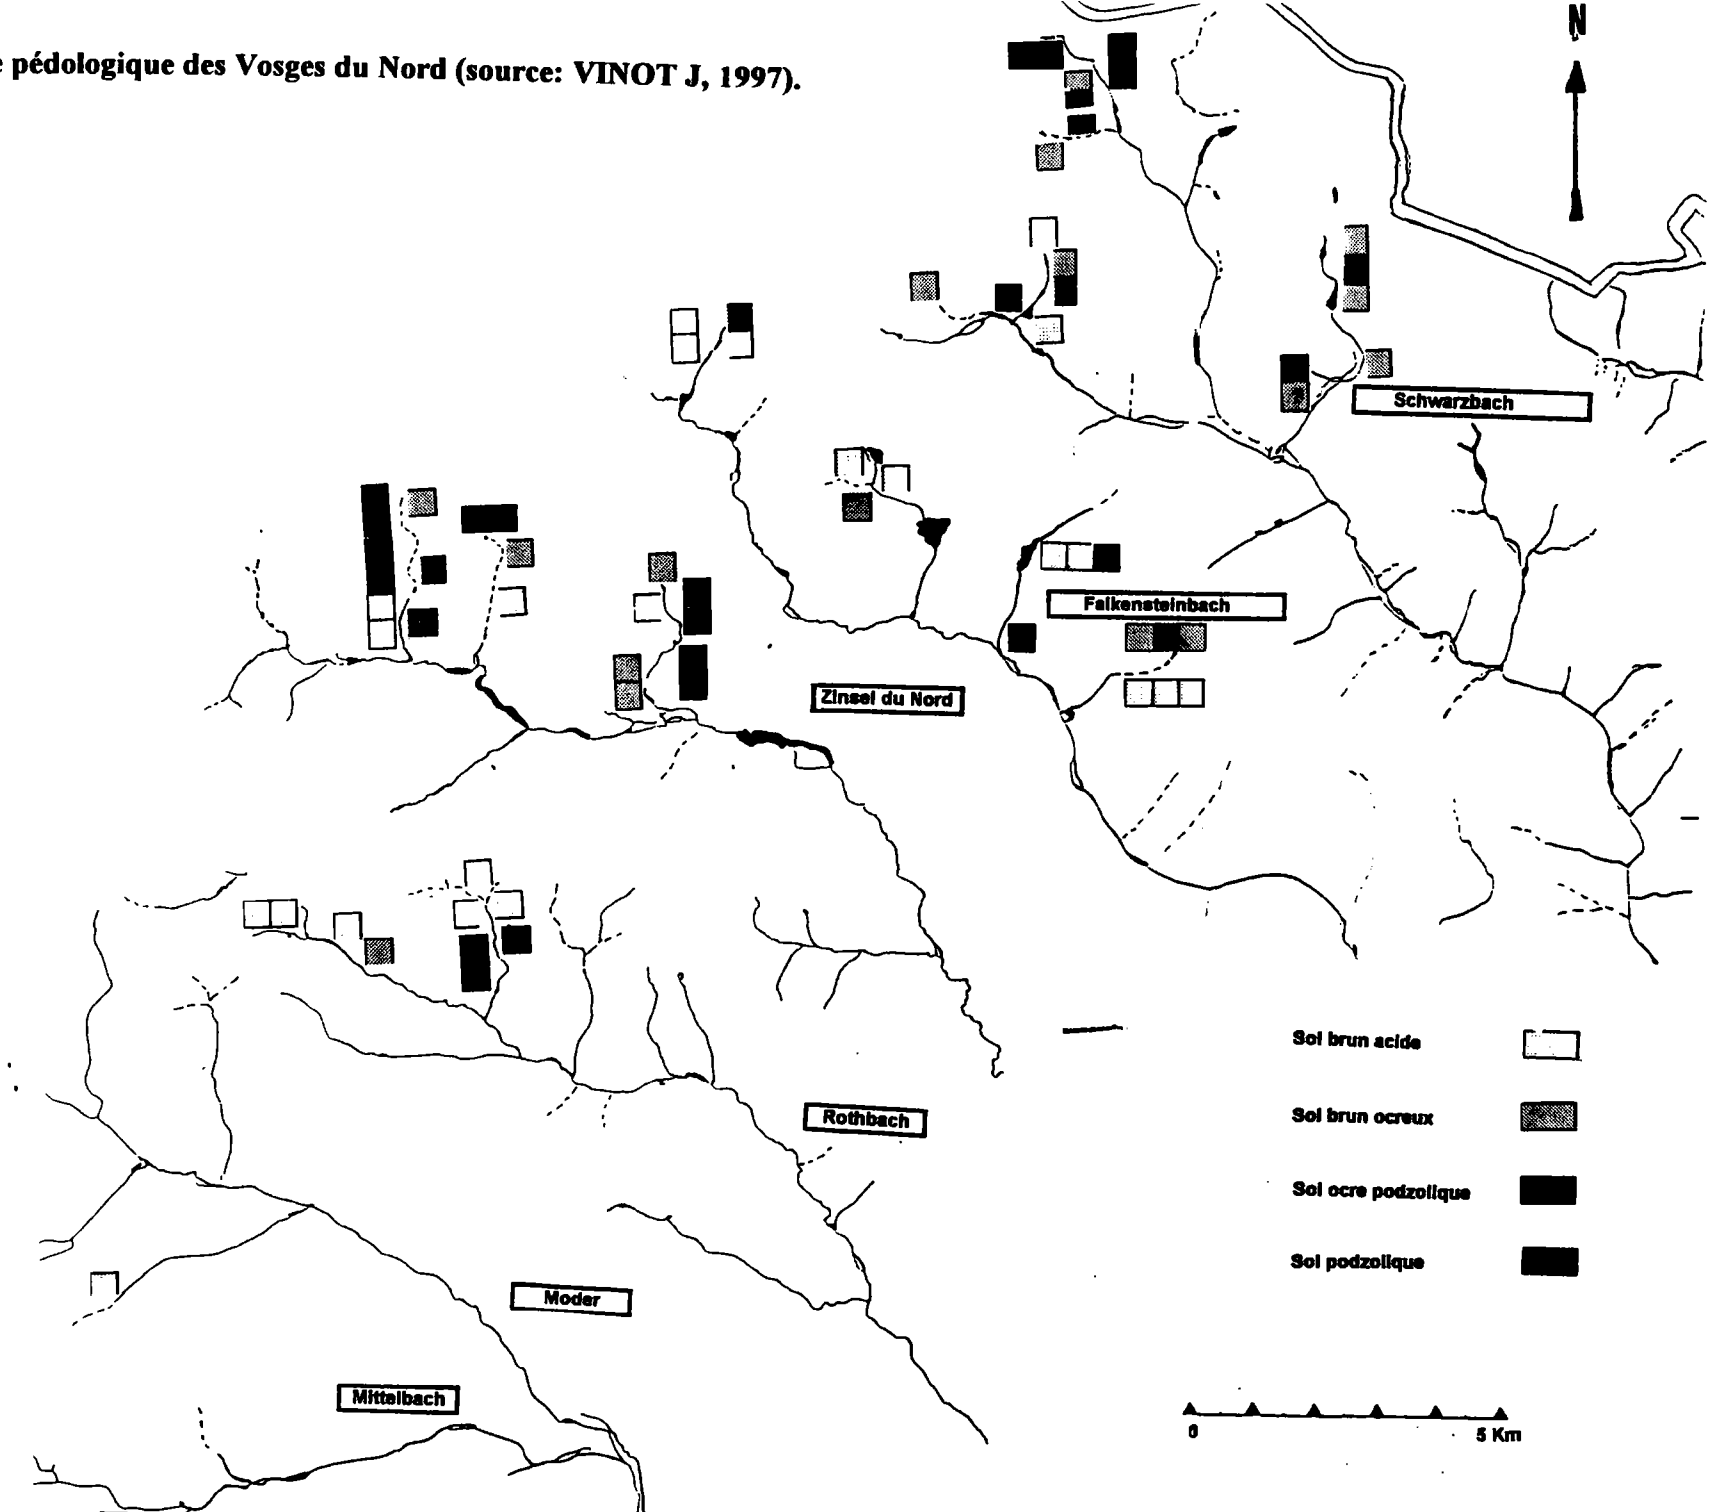 e pédologique des Vosges du Nord (source: VINOT J, 1997).
N
Schwarzbach
Falkensteinbach
Zinsel du Nord
Sol brun acide
Sol brun ocreux
Rothbach
Sol ocre podzolique
Sol podzolique
Moder
Mittelbach
0
5 Km